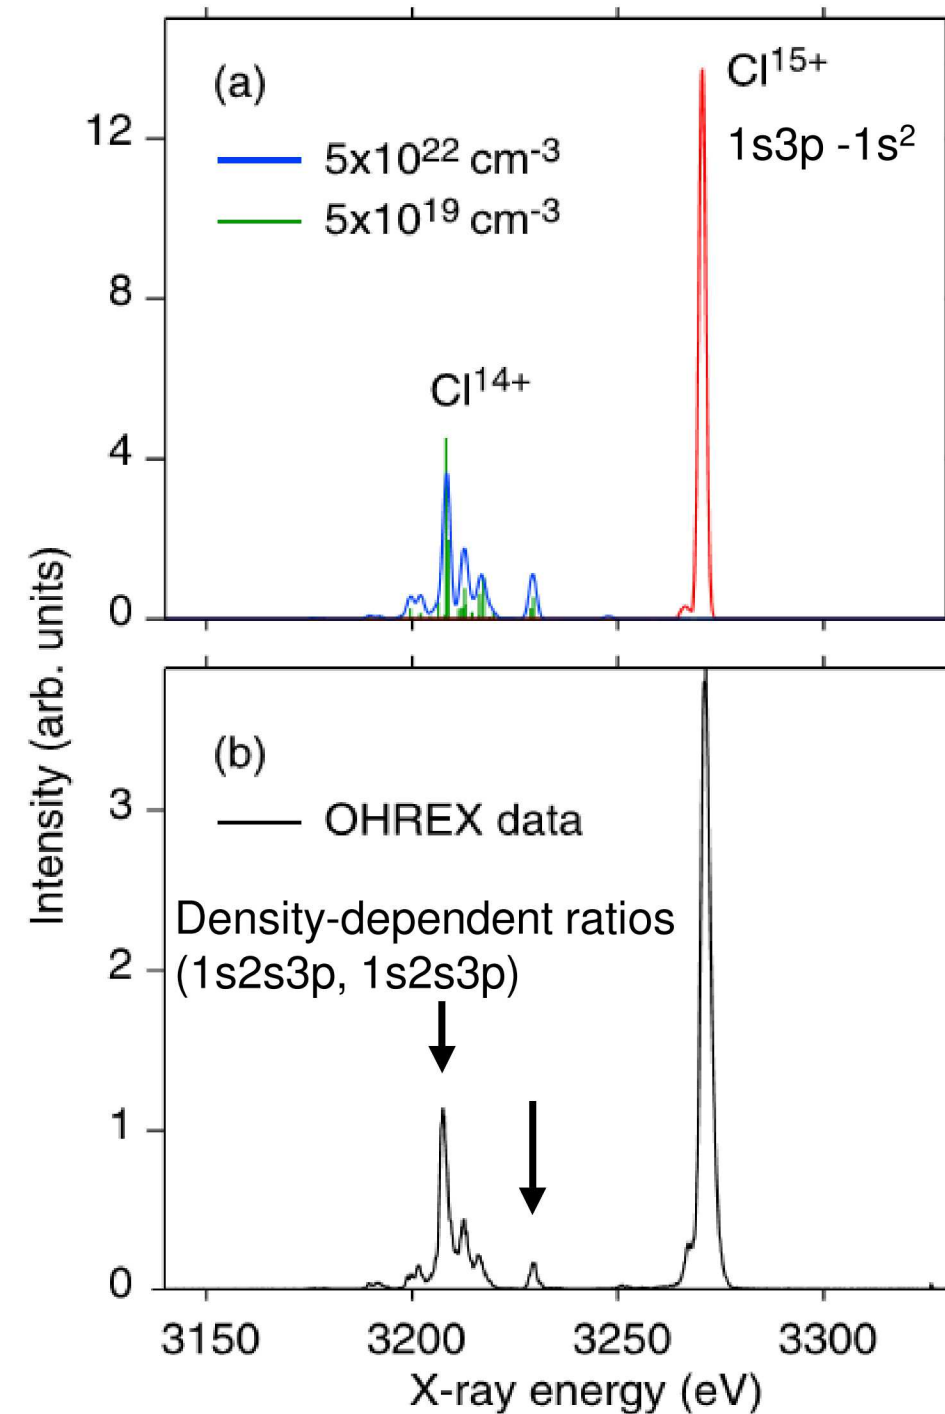 (a)
5x10²² cm⁻³
5x10¹⁹ cm⁻³
Cl¹⁵⁺
1s3p -1s²
Cl¹⁴⁺
12
8
4
0
Intensity (arb. units)
(b)
OHREX data
Density-dependent ratios
(1s2s3p, 1s2s3p)
3
2
1
0
3150 3200 3250 3300
X-ray energy (eV)